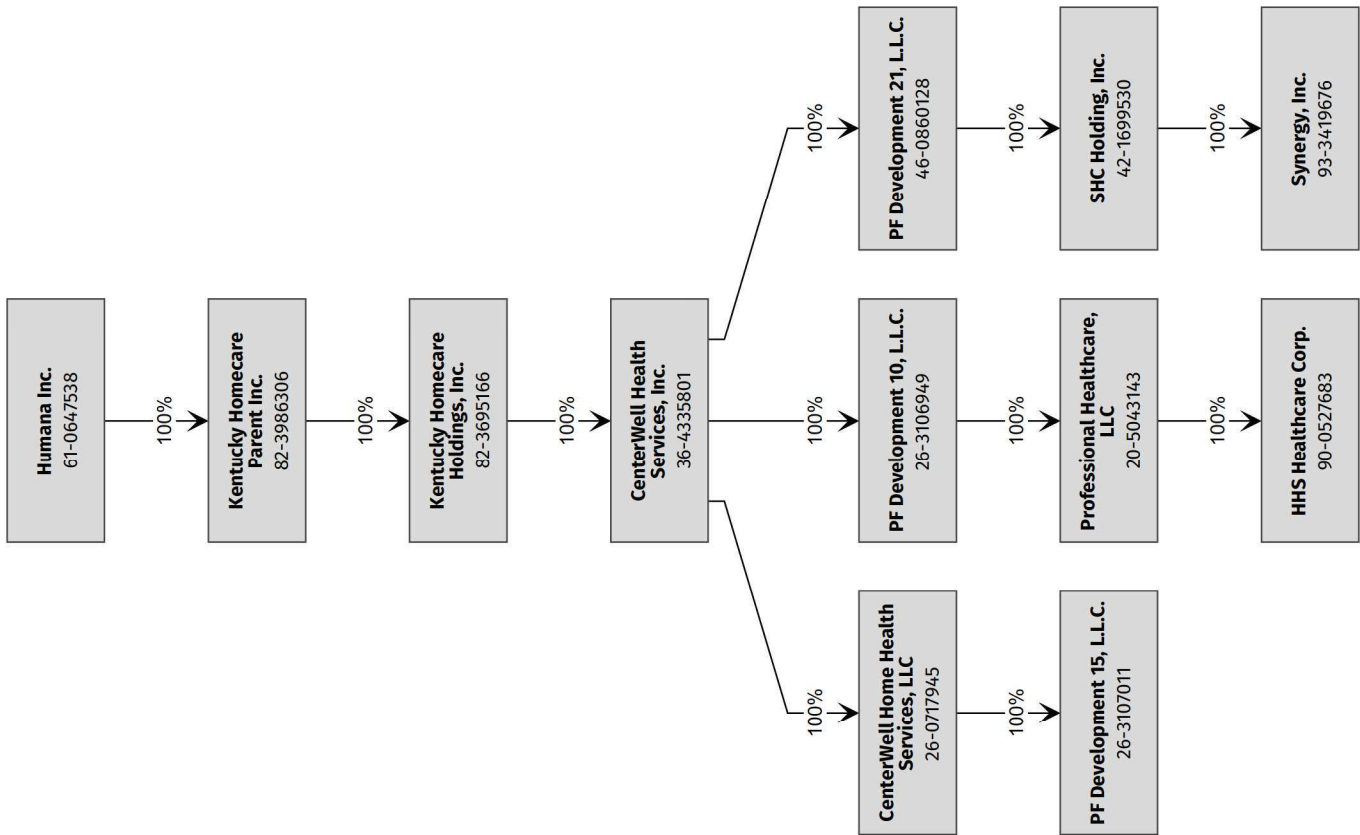 Humana Inc.
61-0647538
100%
Kentucky Homecare
Parent Inc.
82-3986306
100%
Kentucky Homecare
Holdings, Inc.
82-3695166
100%
CenterWell Health
Services, Inc.
36-4335801
100%
CenterWell Home Health
Services, LLC
26-0717945
100%
PF Development 15, L.L.C.
26-3107011
100%
PF Development 10, L.L.C.
26-3106949
100%
Professional Healthcare,
LLC
20-5043143
100%
HHS Healthcare Corp.
90-0527683
100%
PF Development 21, L.L.C.
46-0860128
100%
SHC Holding, Inc.
42-1699530
100%
Synergy, Inc.
93-3419676